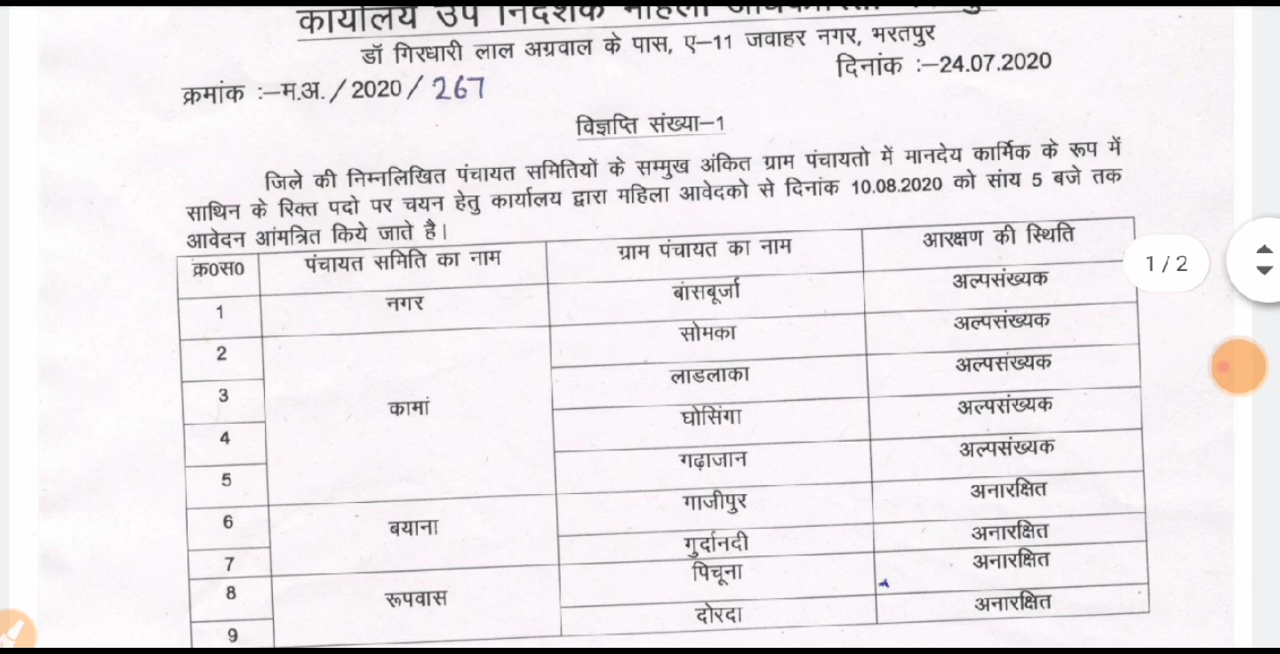 कार्यालय उप निदेशक महिला
डॉ गिरधारी लाल अग्रवाल के पास, ए–11 जवाहर नगर, भरतपुर
क्रमांक :–म.अ. / 2020 / 267
दिनांक :–24.07.2020
विज्ञप्ति संख्या–1
जिले की निम्नलिखित पंचायत समितियों के सम्मुख अंकित ग्राम पंचायतो में मानदेय कार्मिक के रूप में
साथिन के रिक्त पदो पर चयन हेतु कार्यालय द्वारा महिला आवेदको से दिनांक 10.08.2020 को सांय 5 बजे तक
आवेदन आंमत्रित किये जाते है।
क्र0स0 पंचायत समिति का नाम ग्राम पंचायत का नाम आरक्षण की स्थिति
1 नगर बांसबूर्जा अल्पसंख्यक
2 कामां सोमका अल्पसंख्यक
3 लाडलाका अल्पसंख्यक
4 घोसिंगा अल्पसंख्यक
5 गढ़ाजान अल्पसंख्यक
6 बयाना गाजीपुर अनारक्षित
7 गुर्दानदी अनारक्षित
8 रूपवास पिचूना अनारक्षित
9 दोरदा अनारक्षित
1 / 2